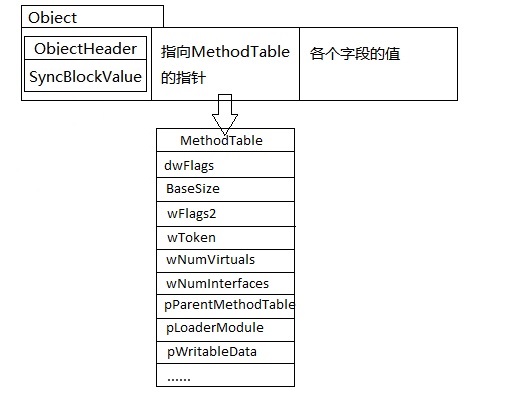 Object
ObjectHeader
SyncBlockValue
指向MethodTable
的指针
各个字段的值
MethodTable
dwFlags
BaseSize
wFlags2
wToken
wNumVirtuals
wNumInterfaces
pParentMethodTable
pLoaderModule
pWritableData
......